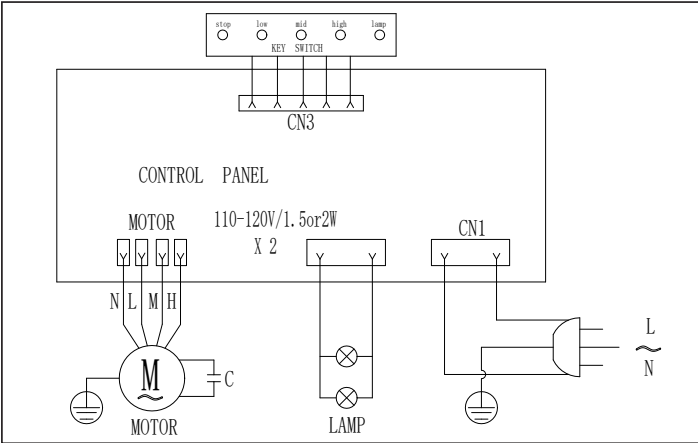 stop low mid high lamp
KEY SWITCH
CN3
CONTROL PANEL
MOTOR
110-120V/1.5or2W
X 2
CN1
N L M H
M
C
MOTOR
LAMP
L
N